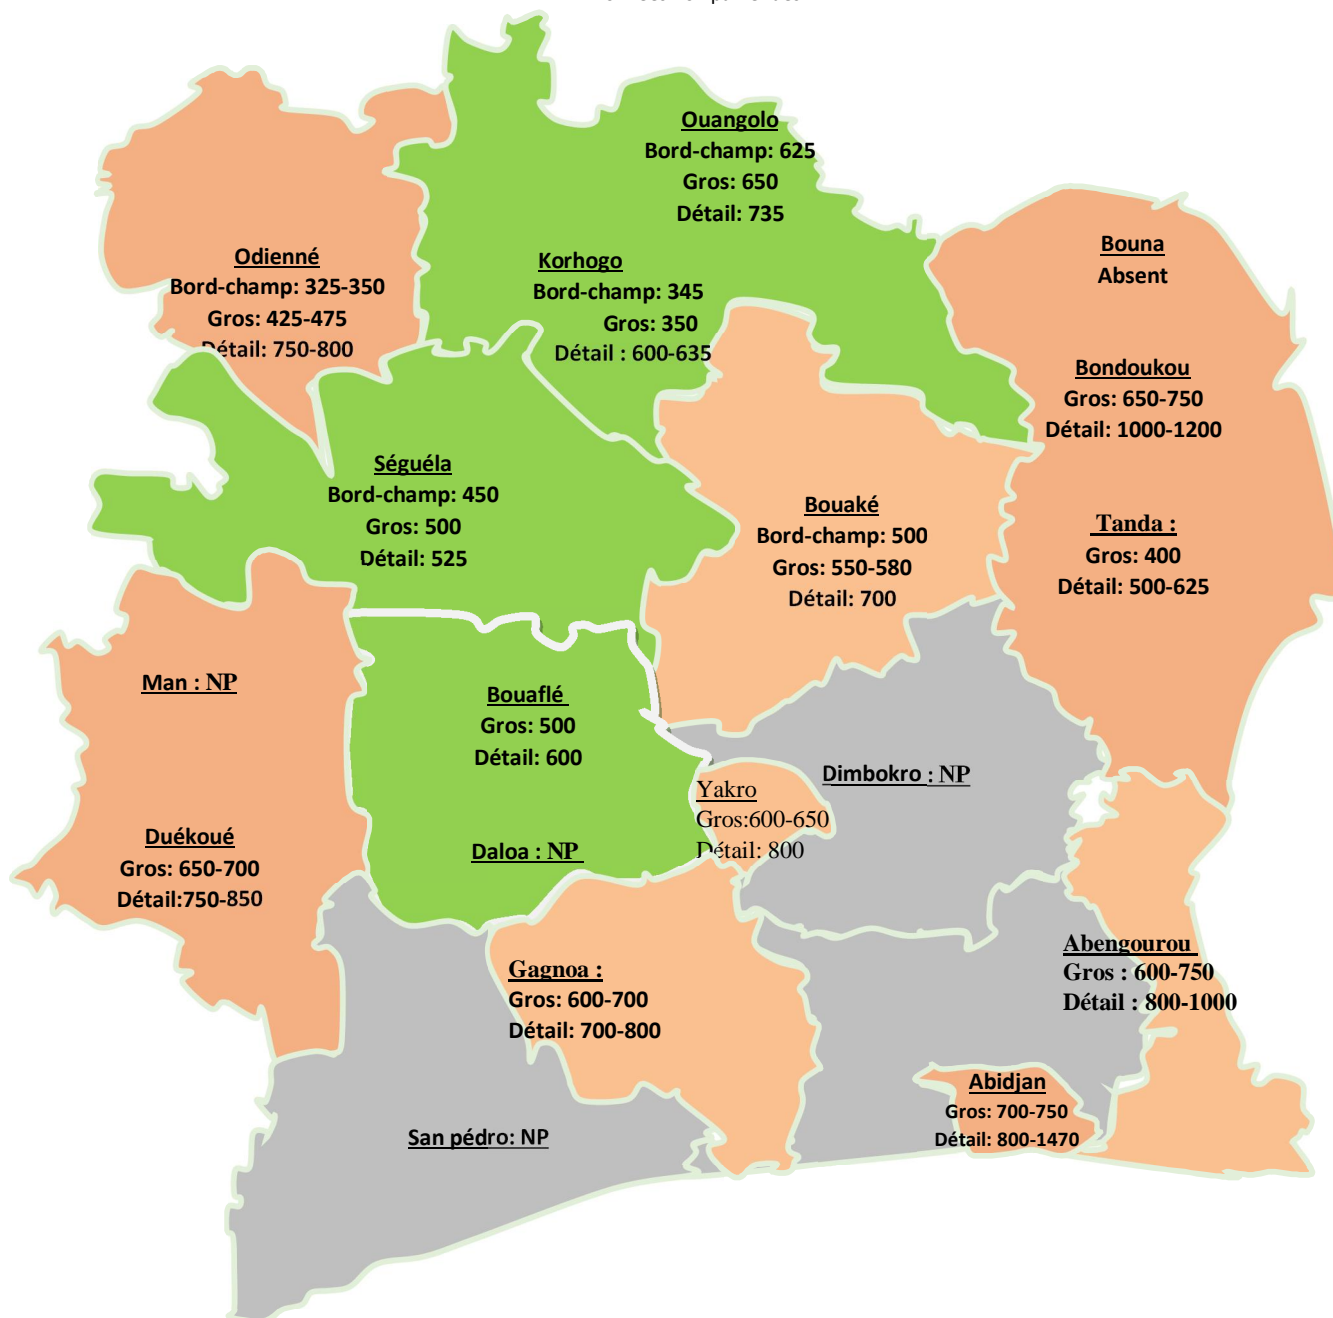 Ouangolo
Bord-champ: 625
Gros: 650
Détail: 735
Odienné
Bord-champ: 325-350
Gros: 425-475
Détail: 750-800
Korhogo
Bord-champ: 345
Gros: 350
Détail : 600-635
Bouna
Absent
Bondoukou
Gros: 650-750
Détail: 1000-1200
Séguéla
Bord-champ: 450
Gros: 500
Détail: 525
Bouaké
Bord-champ: 500
Gros: 550-580
Détail: 700
Tanda :
Gros: 400
Détail: 500-625
Man : NP
Bouaflé
Gros: 500
Détail: 600
Dimbokro : NP
Yakro
Gros:600-650
Détail: 800
Duékoué
Gros: 650-700
Détail:750-850
Daloa : NP
Gagnoa :
Gros: 600-700
Détail: 700-800
Abengourou
Gros : 600-750
Détail : 800-1000
Abidjan
Gros: 700-750
Détail: 800-1470
San pédro: NP